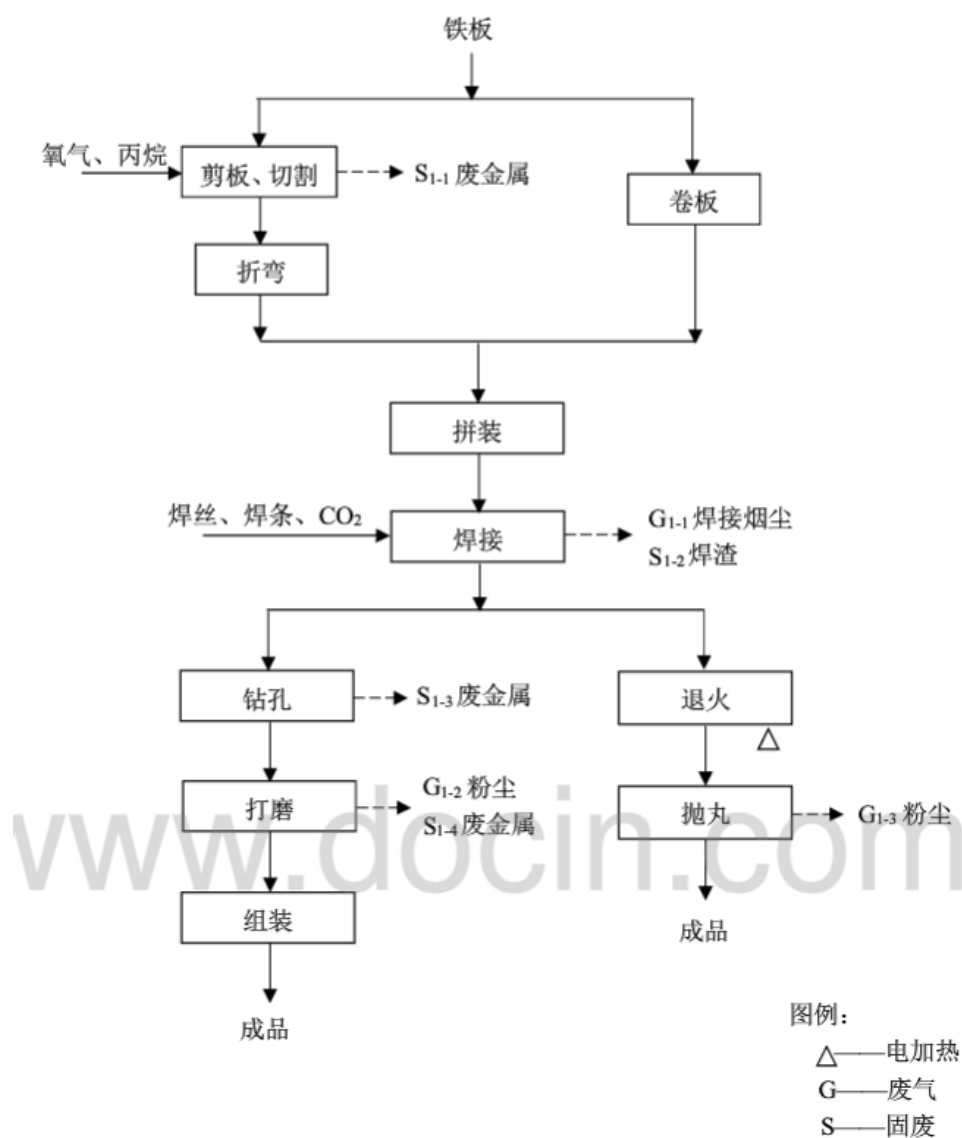 铁板
氧气、丙烷
剪板、切割
S₁₋₁废金属
卷板
折弯
拼装
焊丝、焊条、CO₂
焊接
G₁₋₁焊接烟尘
S₁₋₂焊渣
钻孔
S₁₋₃废金属
退火
△
打磨
G₁₋₂粉尘
S₁₋₄废金属
抛丸
G₁₋₃粉尘
www.docin.com
组装
成品
成品
图例:
△——电加热
G——废气
S——固废